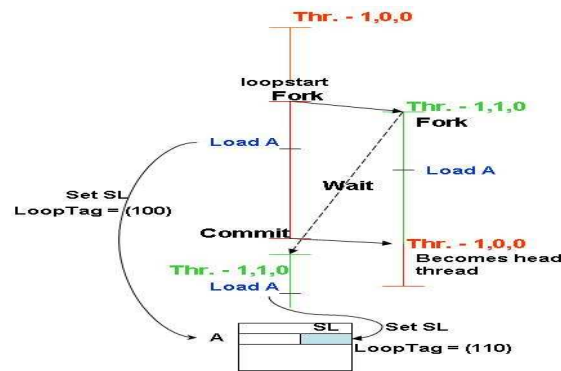 Thr. - 1,0,0
loopstart
Fork
Thr. - 1,1,0
Fork
Load A
Load A
Wait
Set SL
LoopTag = (100)
Commit
Thr. - 1,0,0
Becomes head
thread
Thr. - 1,1,0
Load A
SL
Set SL
A
LoopTag = (110)